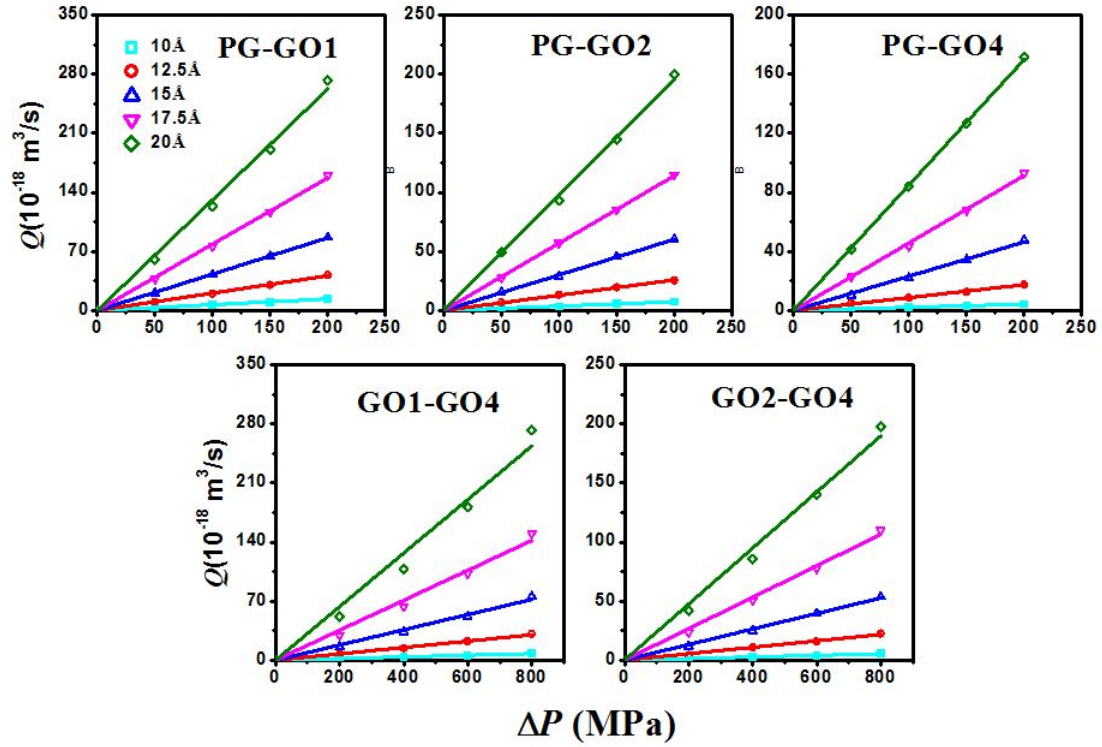 PG-GO1
10Å
12.5Å
15Å
17.5Å
20Å
Q(10⁻¹⁸ m³/s)
350
280
210
140
70
0
0 50 100 150 200 250
B
PG-GO2
250
200
150
100
50
0
0 50 100 150 200 250
B
PG-GO4
200
160
120
80
40
0
0 50 100 150 200 250
GO1-GO4
Q(10⁻¹⁸ m³/s)
350
280
210
140
70
0
0 200 400 600 800
GO2-GO4
250
200
150
100
50
0
0 200 400 600 800
ΔP (MPa)